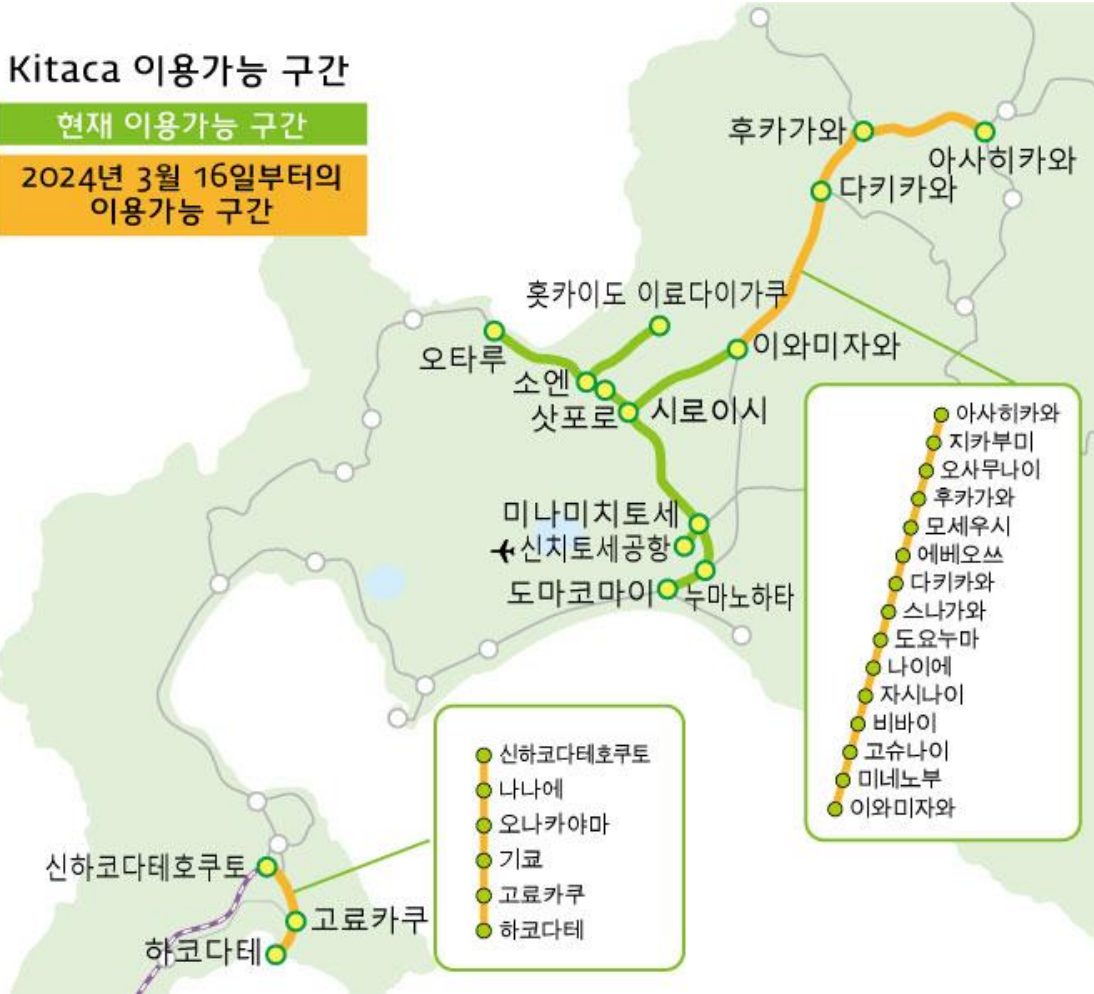 Kitaca 이용가능 구간
현재 이용가능 구간
2024년 3월 16일부터의
이용가능 구간
후카가와
아사히카와
다키카와
홋카이도 이료다이가쿠
오타루
이와미자와
소엔
삿포로
시로이시
미나미치토세
신치토세공항
도마코마이
누마노하타
아사히카와
지카부미
오사무나이
후카가와
모세우시
에베오쓰
다키카와
스나가와
도요누마
나이에
자시나이
비바이
고슈나이
미네노부
이와미자와
신하코다테호쿠토
나나에
오나카야마
기쿄
고료카쿠
하코다테
신하코다테호쿠토
고료카쿠
하코다테